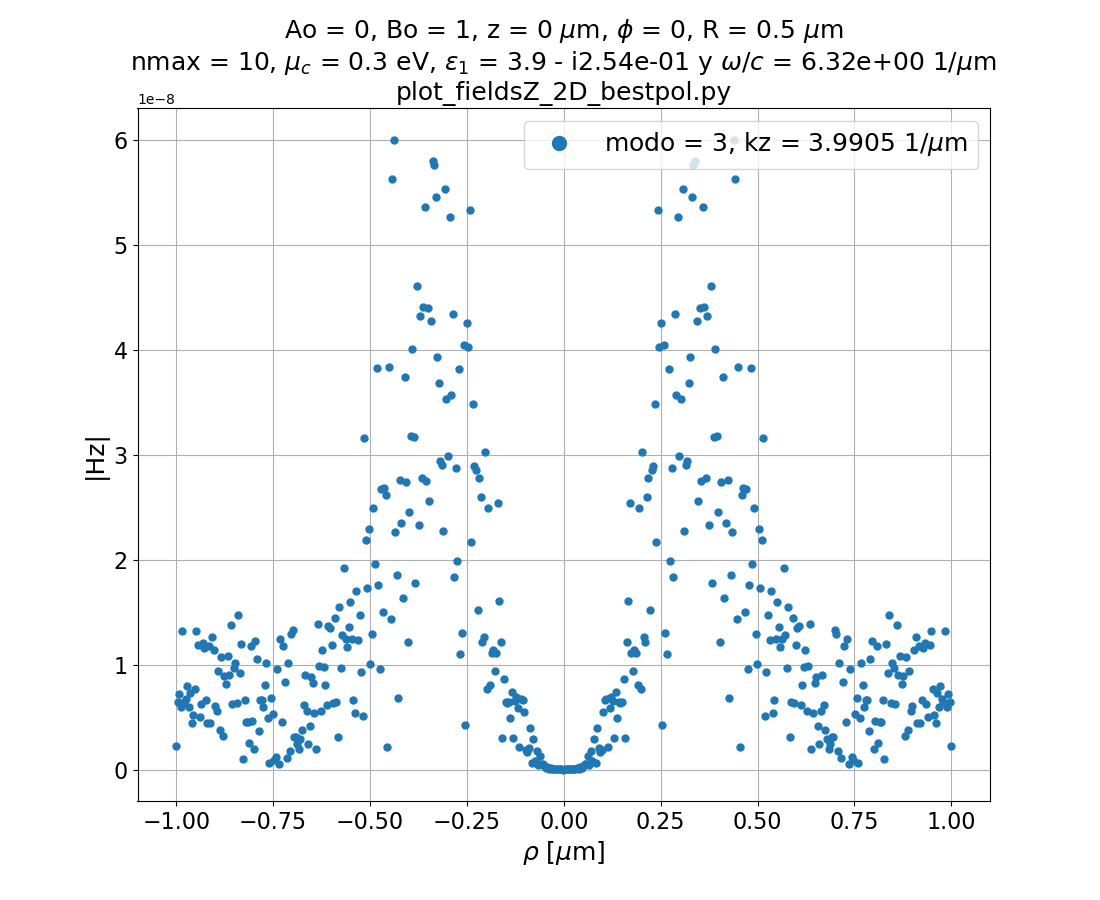 Ao = 0, Bo = 1, z = 0 μm, ϕ = 0, R = 0.5 μm
nmax = 10, μc = 0.3 eV, ε1 = 3.9 - i2.54e-01 y ω/c = 6.32e+00 1/μm
plot_fieldsZ_2D_bestpol.py
1e−8
modo = 3, kz = 3.9905 1/μm
6
5
4
3
2
1
0
|Hz|
−1.00 −0.75 −0.50 −0.25 0.00 0.25 0.50 0.75 1.00
ρ [μm]